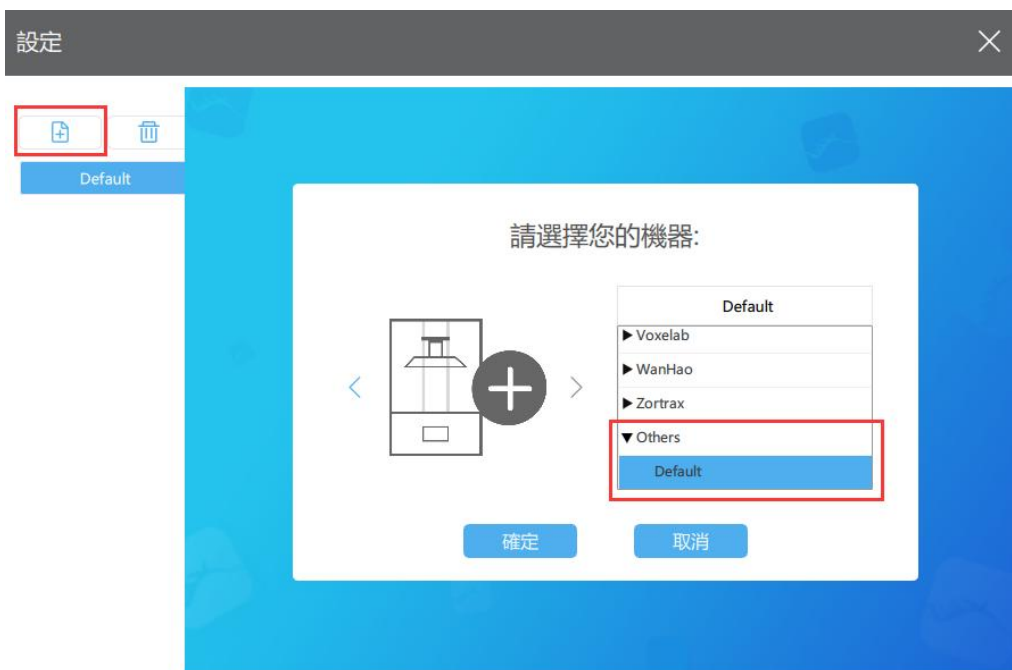 設定
Default
請選擇您的機器:
Default
▶ Voxelab
▶ WanHao
▶ Zortrax
▼ Others
Default
確定
取消